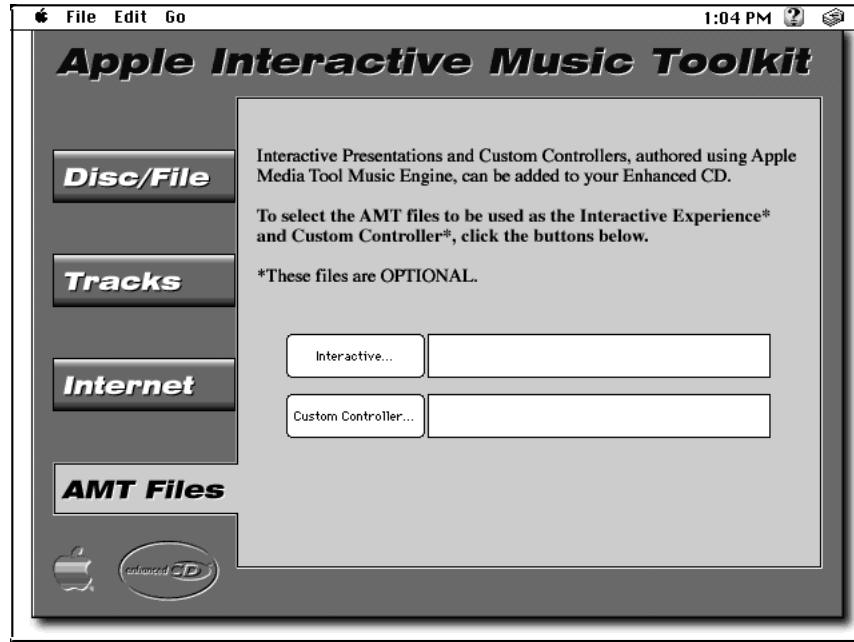 File Edit Go 1:04 PM
Apple Interactive Music Toolkit
Disc/File
Tracks
Internet
AMT Files
enhanced CD
Interactive Presentations and Custom Controllers, authored using Apple
Media Tool Music Engine, can be added to your Enhanced CD.
To select the AMT files to be used as the Interactive Experience*
and Custom Controller*, click the buttons below.
*These files are OPTIONAL.
Interactive...
Custom Controller...